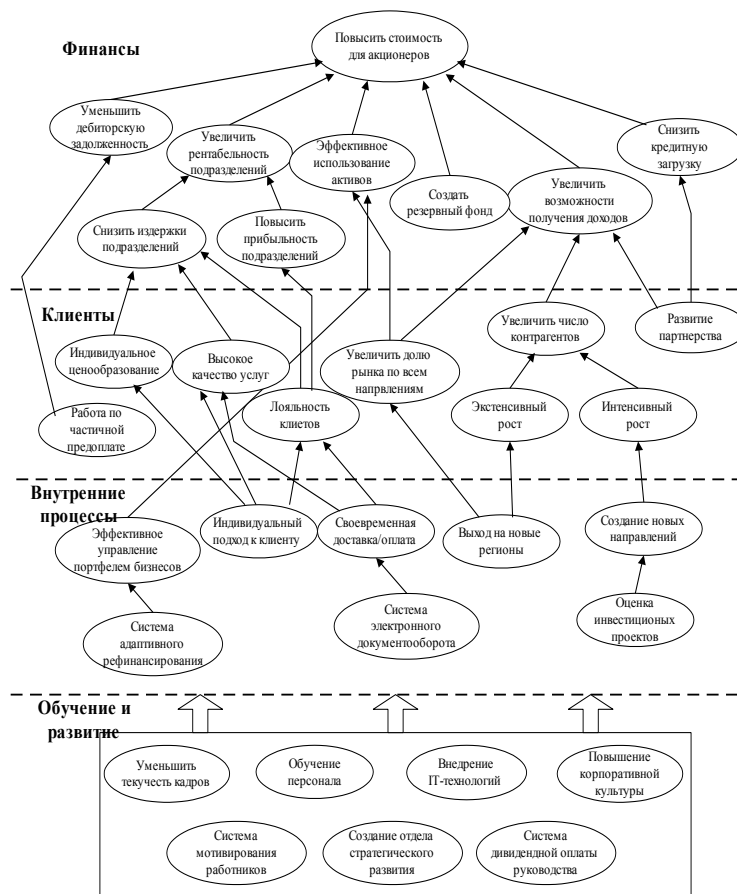 Финансы
Повысить стоимость
для акционеров
Уменьшить
дебиторскую
задолженность
Увеличить
рентабельность
подразделений
Эффективное
использование
активов
Создать
резервный фонд
Увеличить
возможности
получения доходов
Снизить
кредитную
загрузку
Снизить издержки
подразделений
Повысить
прибыльность
подразделений
Клиенты
Индивидуальное
ценообразование
Высокое
качество услуг
Увеличить долю
рынка по всем
напрвлениям
Увеличить число
контрагентов
Развитие
партнерства
Работа по
частичной
предоплате
Лояльность
клиетов
Экстенсивный
рост
Интенсивный
рост
Внутренние
процессы
Эффективное
управление
портфелем бизнесов
Индивидуальный
подход к клиенту
Своевременная
доставка/оплата
Выход на новые
регионы
Создание новых
направлений
Система
адаптивного
рефинансирования
Система
электронного
документооборота
Оценка
инвестиционых
проектов
Обучение и
развитие
Уменьшить
текучесть кадров
Обучение
персонала
Внедрение
IT-технологий
Повышение
корпоративной
культуры
Система
мотивирования
работников
Создание отдела
стратегического
развития
Система
дивидендной оплаты
руководства